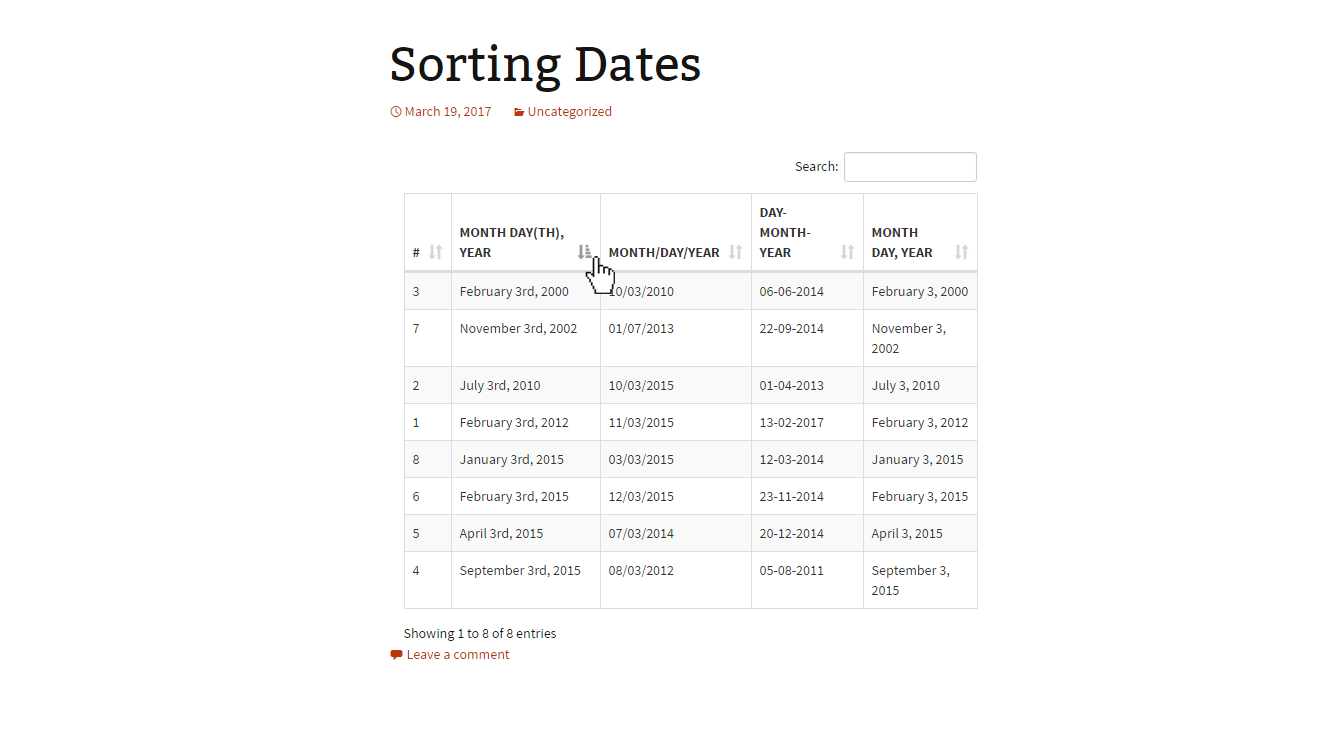 Sorting Dates
March 19, 2017 Uncategorized
Search:
# MONTH DAY(TH), YEAR MONTH/DAY/YEAR DAY-MONTH-YEAR MONTH DAY, YEAR
3 February 3rd, 2000 10/03/2010 06-06-2014 February 3, 2000
7 November 3rd, 2002 01/07/2013 22-09-2014 November 3, 2002
2 July 3rd, 2010 10/03/2015 01-04-2013 July 3, 2010
1 February 3rd, 2012 11/03/2015 13-02-2017 February 3, 2012
8 January 3rd, 2015 03/03/2015 12-03-2014 January 3, 2015
6 February 3rd, 2015 12/03/2015 23-11-2014 February 3, 2015
5 April 3rd, 2015 07/03/2014 20-12-2014 April 3, 2015
4 September 3rd, 2015 08/03/2012 05-08-2011 September 3, 2015
Showing 1 to 8 of 8 entries
Leave a comment